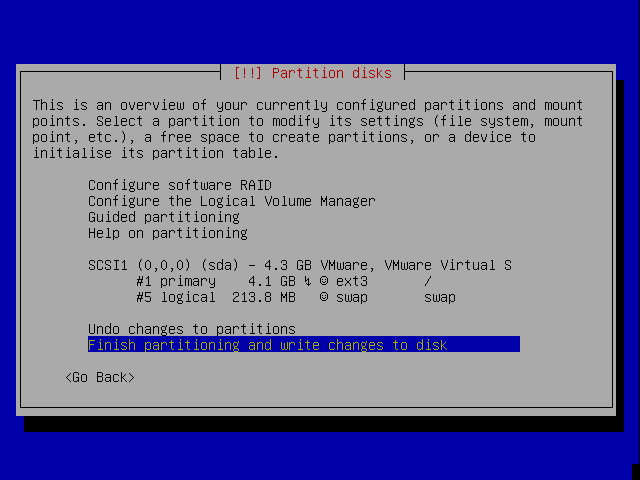 [!!] Partition disks
This is an overview of your currently configured partitions and mount
points. Select a partition to modify its settings (file system, mount
point, etc.), a free space to create partitions, or a device to
initialise its partition table.
Configure software RAID
Configure the Logical Volume Manager
Guided partitioning
Help on partitioning
SCSI1 (0,0,0) (sda) - 4.3 GB VMware, VMware Virtual S
#1 primary 4.1 GB ↯ ☺ ext3 /
#5 logical 213.8 MB ☺ swap swap
Undo changes to partitions
Finish partitioning and write changes to disk
<Go Back>